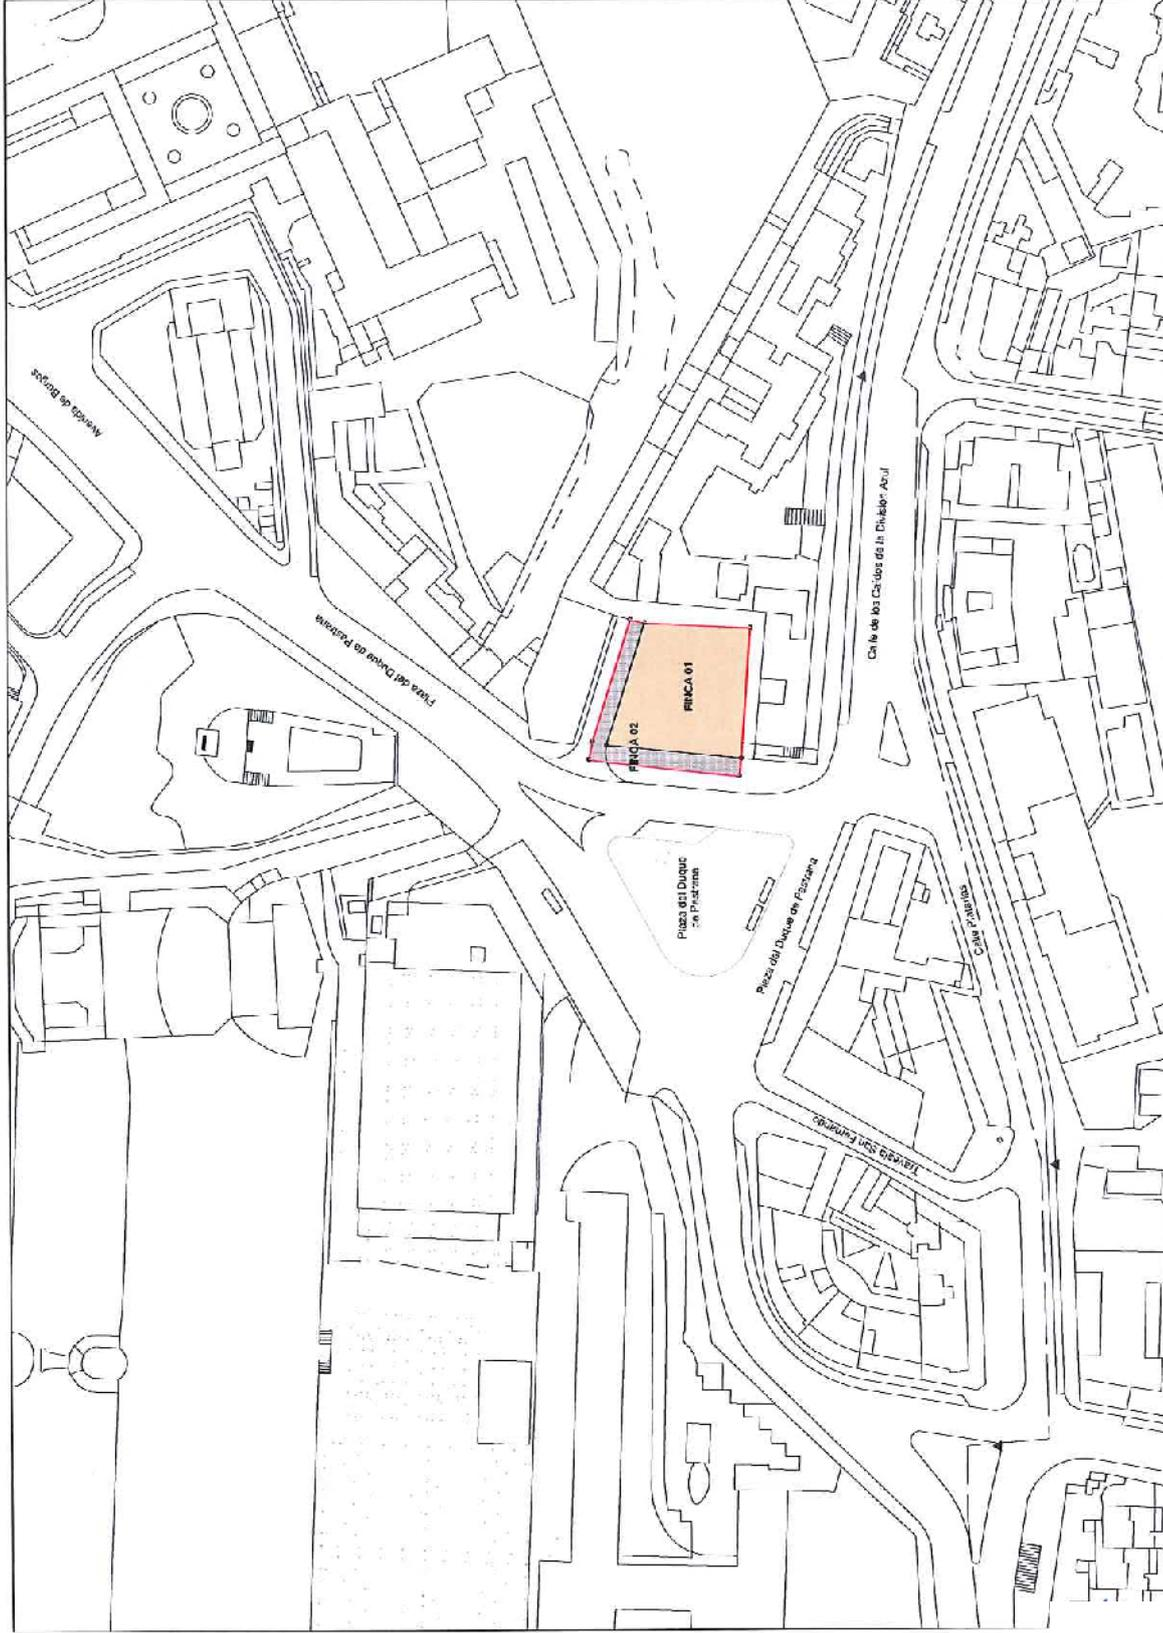 Avenida de Burgos
Plaza del Duque de Pastrana
FINCA 01
FINCA 02
Calle de los Caídos de la División Azul
Plaza del Duque
de Pastrana
Plaza del Duque de Pastrana
Calle Platerías
Travesía San Fernando